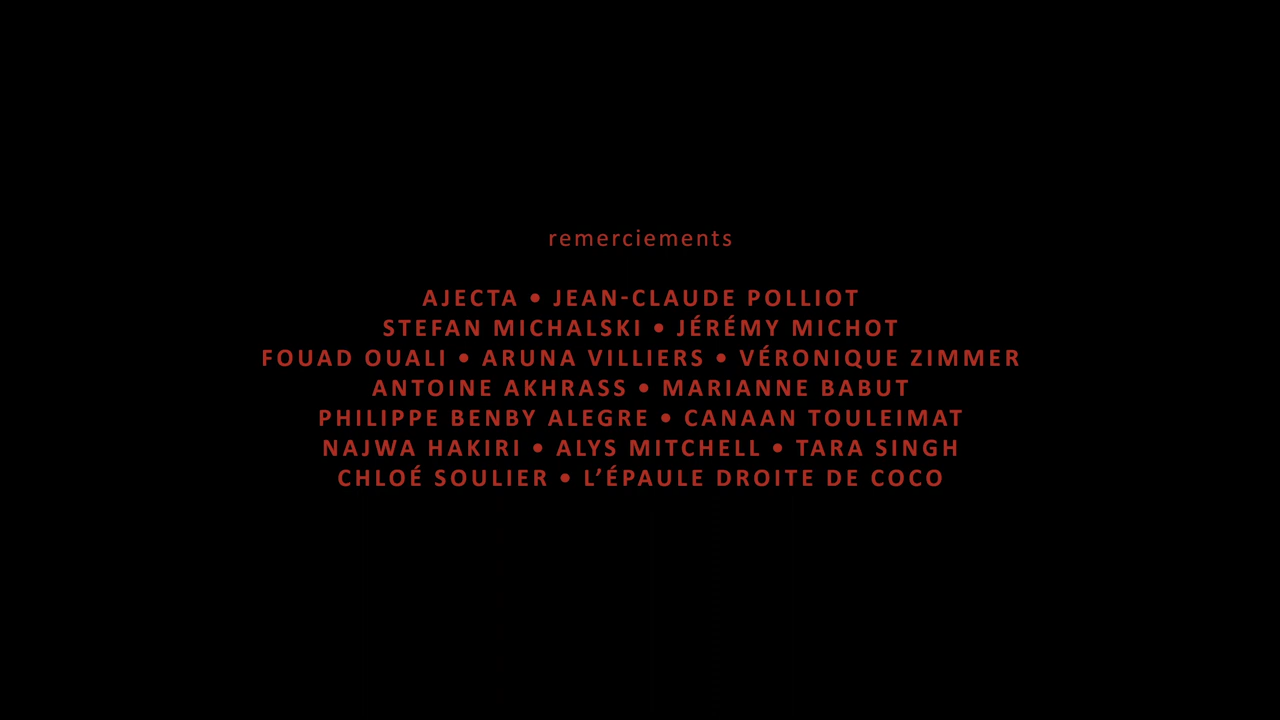 remerciements
AJECTA • JEAN-CLAUDE POLLIOT
STEFAN MICHALSKI • JÉRÉMY MICHOT
FOUAD OUALI • ARUNA VILLIERS • VÉRONIQUE ZIMMER
ANTOINE AKHRASS • MARIANNE BABUT
PHILIPPE BENBY ALEGRE • CANAAN TOULEIMAT
NAJWA HAKIRI • ALYS MITCHELL • TARA SINGH
CHLOÉ SOULIER • L’ÉPAULE DROITE DE COCO